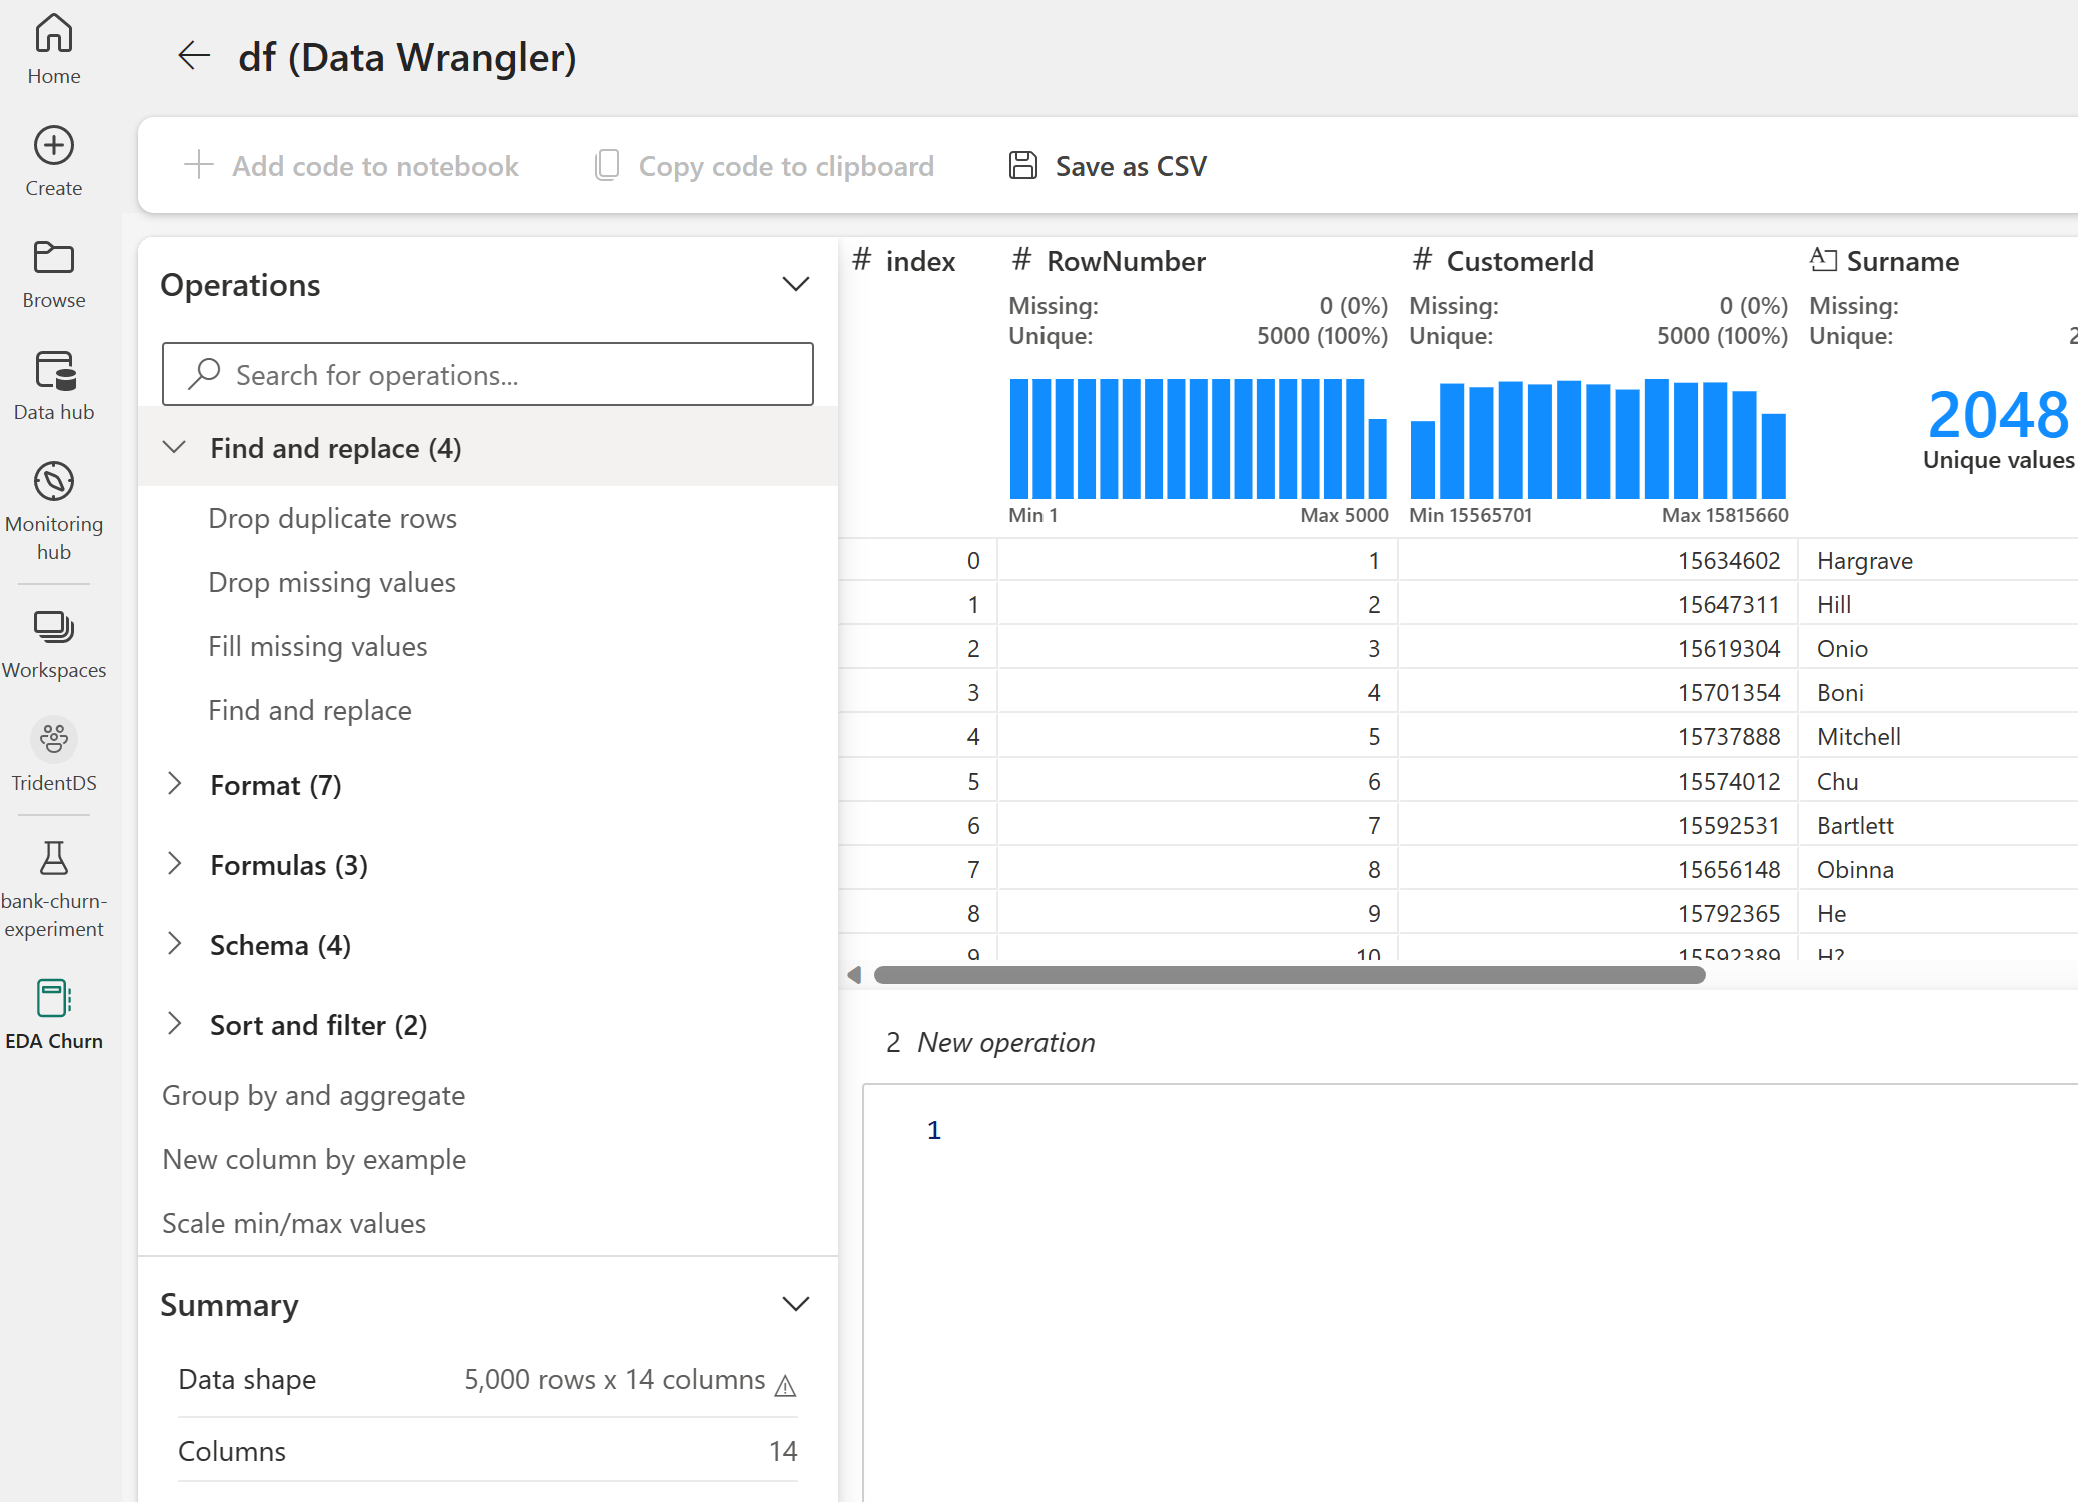 Home
Create
Browse
Data hub
Monitoring
hub
Workspaces
TridentDS
bank-churn-
experiment
EDA Churn
df (Data Wrangler)
Add code to notebook
Copy code to clipboard
Save as CSV
Operations
Search for operations...
Find and replace (4)
Drop duplicate rows
Drop missing values
Fill missing values
Find and replace
Format (7)
Formulas (3)
Schema (4)
Sort and filter (2)
Group by and aggregate
New column by example
Scale min/max values
Summary
Data shape 5,000 rows x 14 columns
Columns 14
# index # RowNumber # CustomerId Surname
Missing: 0 (0%) Missing: 0 (0%) Missing:
Unique: 5000 (100%) Unique: 5000 (100%) Unique: 2
2048
Unique values
Min 1 Max 5000 Min 15565701 Max 15815660
0 1 15634602 Hargrave
1 2 15647311 Hill
2 3 15619304 Onio
3 4 15701354 Boni
4 5 15737888 Mitchell
5 6 15574012 Chu
6 7 15592531 Bartlett
7 8 15656148 Obinna
8 9 15792365 He
9 10 15592389 H?
2 New operation
1